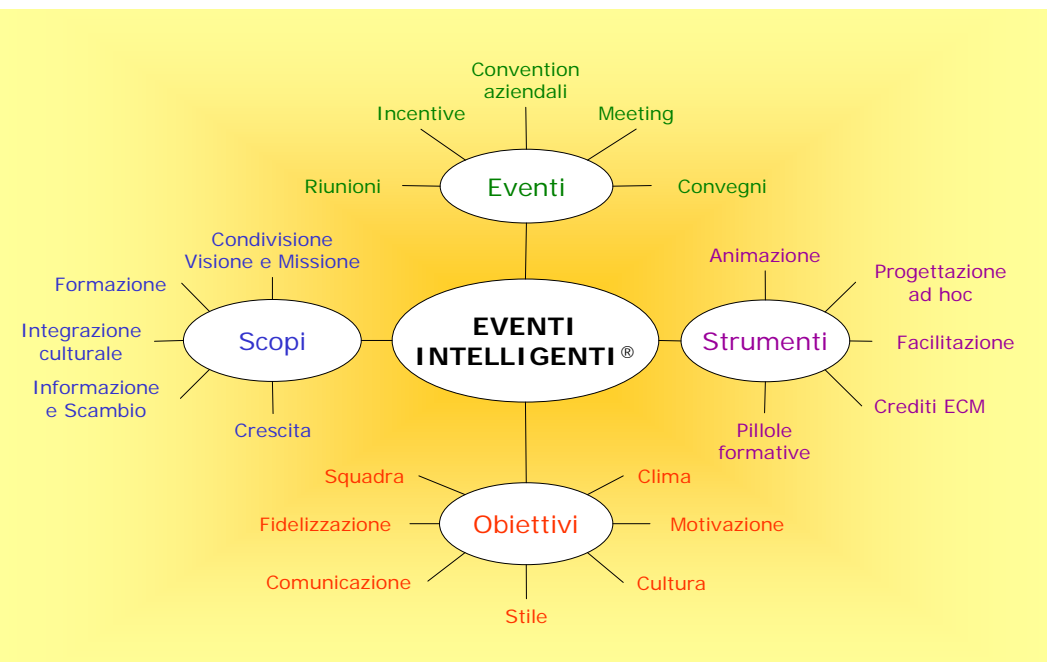 Convention
aziendali
Incentive
Meeting
Riunioni
Eventi
Convegni
Condivisione
Visione e Missione
Formazione
Integrazione
culturale
Scopi
Informazione
e Scambio
Crescita
EVENTI
INTELLIGENTI®
Animazione
Progettazione
ad hoc
Strumenti
Facilitazione
Crediti ECM
Pillole
formative
Squadra
Clima
Fidelizzazione
Obiettivi
Motivazione
Comunicazione
Cultura
Stile